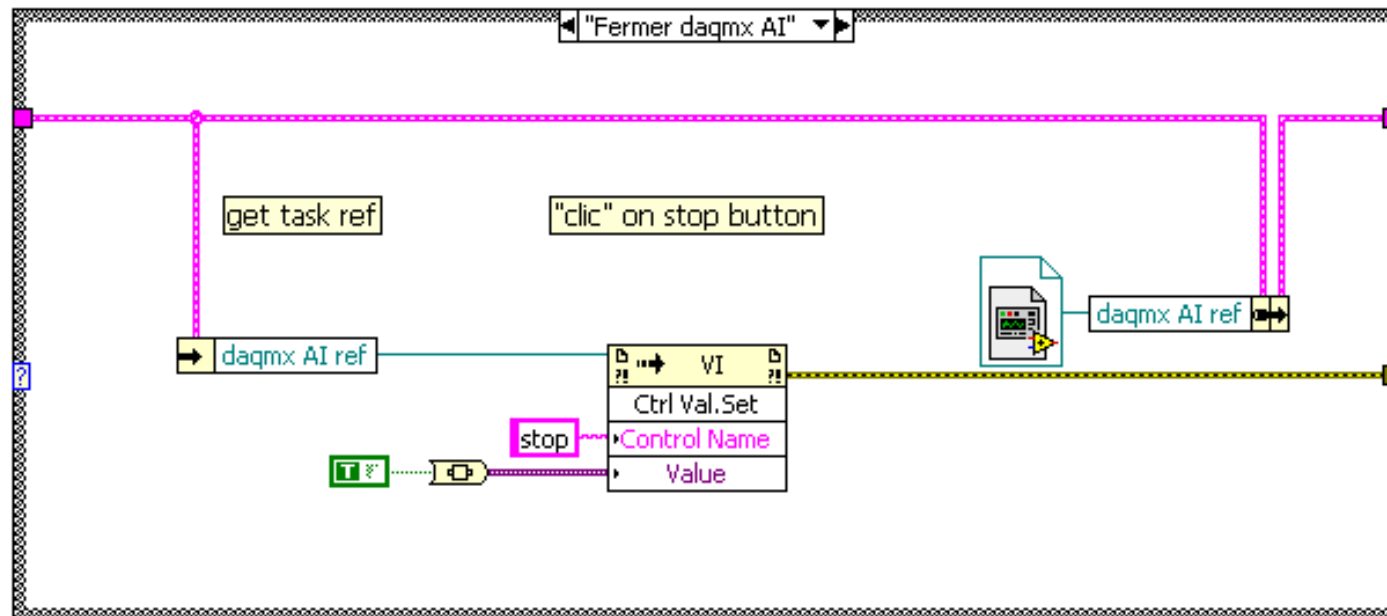 "Fermer daqmx AI"
get task ref
"clic" on stop button
daqmx AI ref
daqmx AI ref
?
?!
VI
?!
Ctrl Val.Set
stop
Control Name
T
F
Value